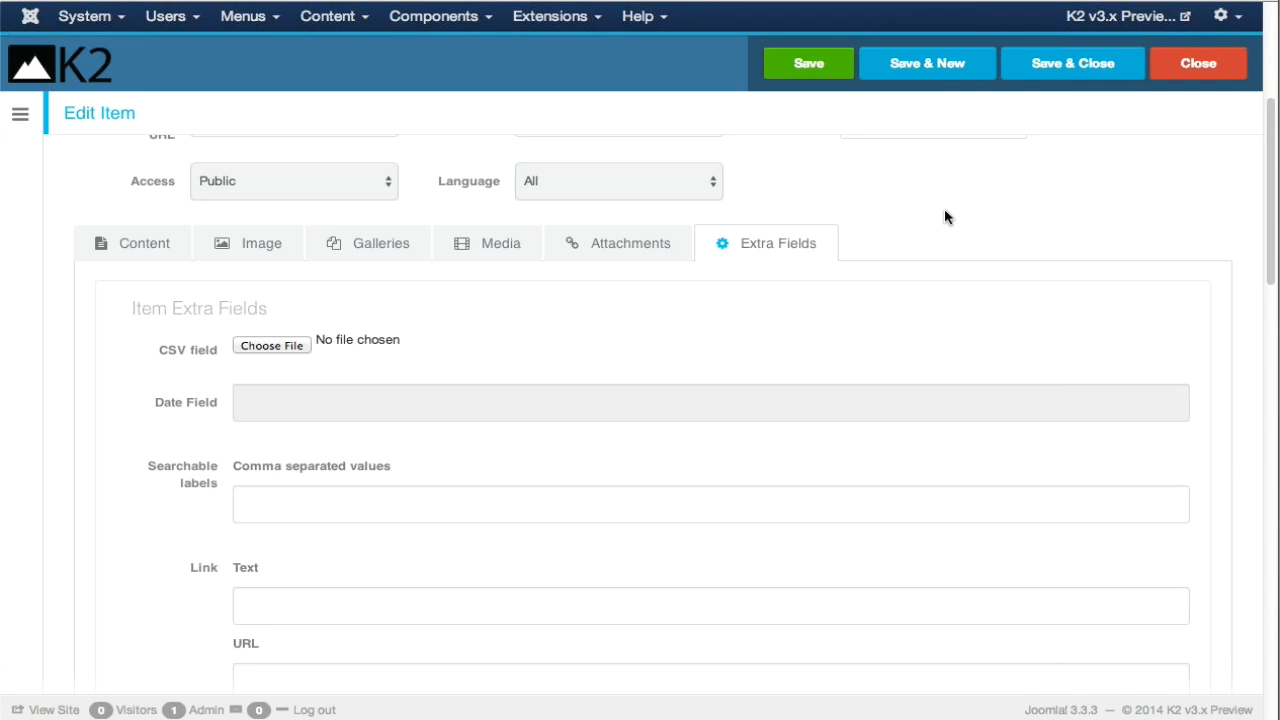 System Users Menus Content Components Extensions Help K2 v3.x Previe...
K2 Save Save & New Save & Close Close
Edit Item
URL
Access Public Language All
Content Image Galleries Media Attachments Extra Fields
Item Extra Fields
CSV field Choose File No file chosen
Date Field
Searchable labels Comma separated values
Link Text
URL
View Site 0 Visitors 1 Admin 0 Log out Joomla! 3.3.3 — © 2014 K2 v3.x Preview